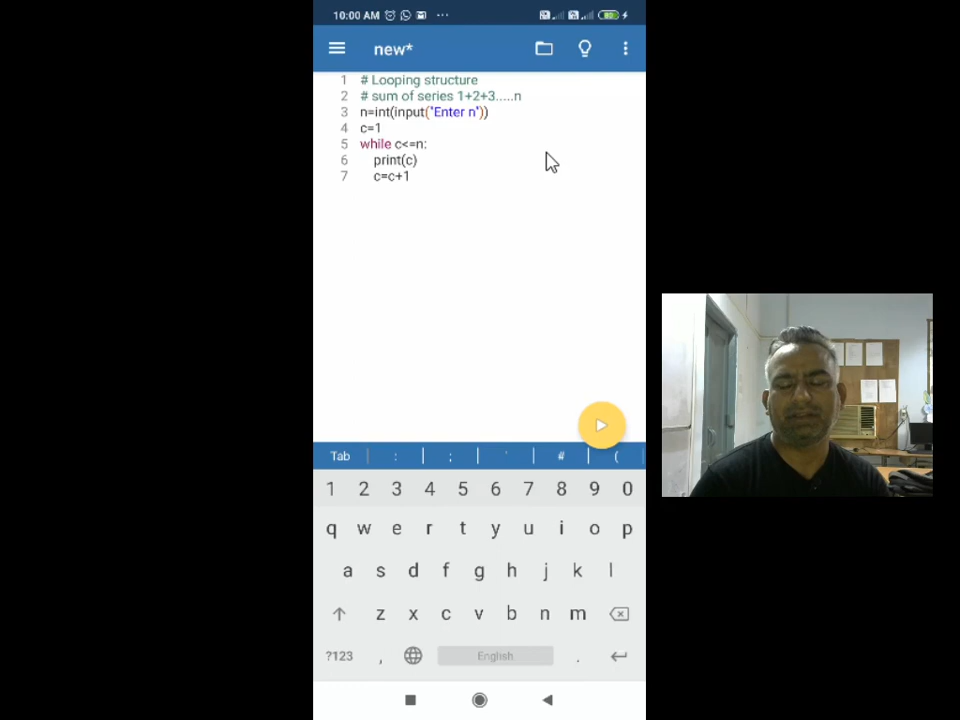 10:00 AM
new*
1 # Looping structure
2 # sum of series 1+2+3.....n
3 n=int(input("Enter n"))
4 c=1
5 while c<=n:
6 print(c)
7 c=c+1
Tab : ; ' # (
1 2 3 4 5 6 7 8 9 0
q w e r t y u i o p
a s d f g h j k l
z x c v b n m
?123 , English .